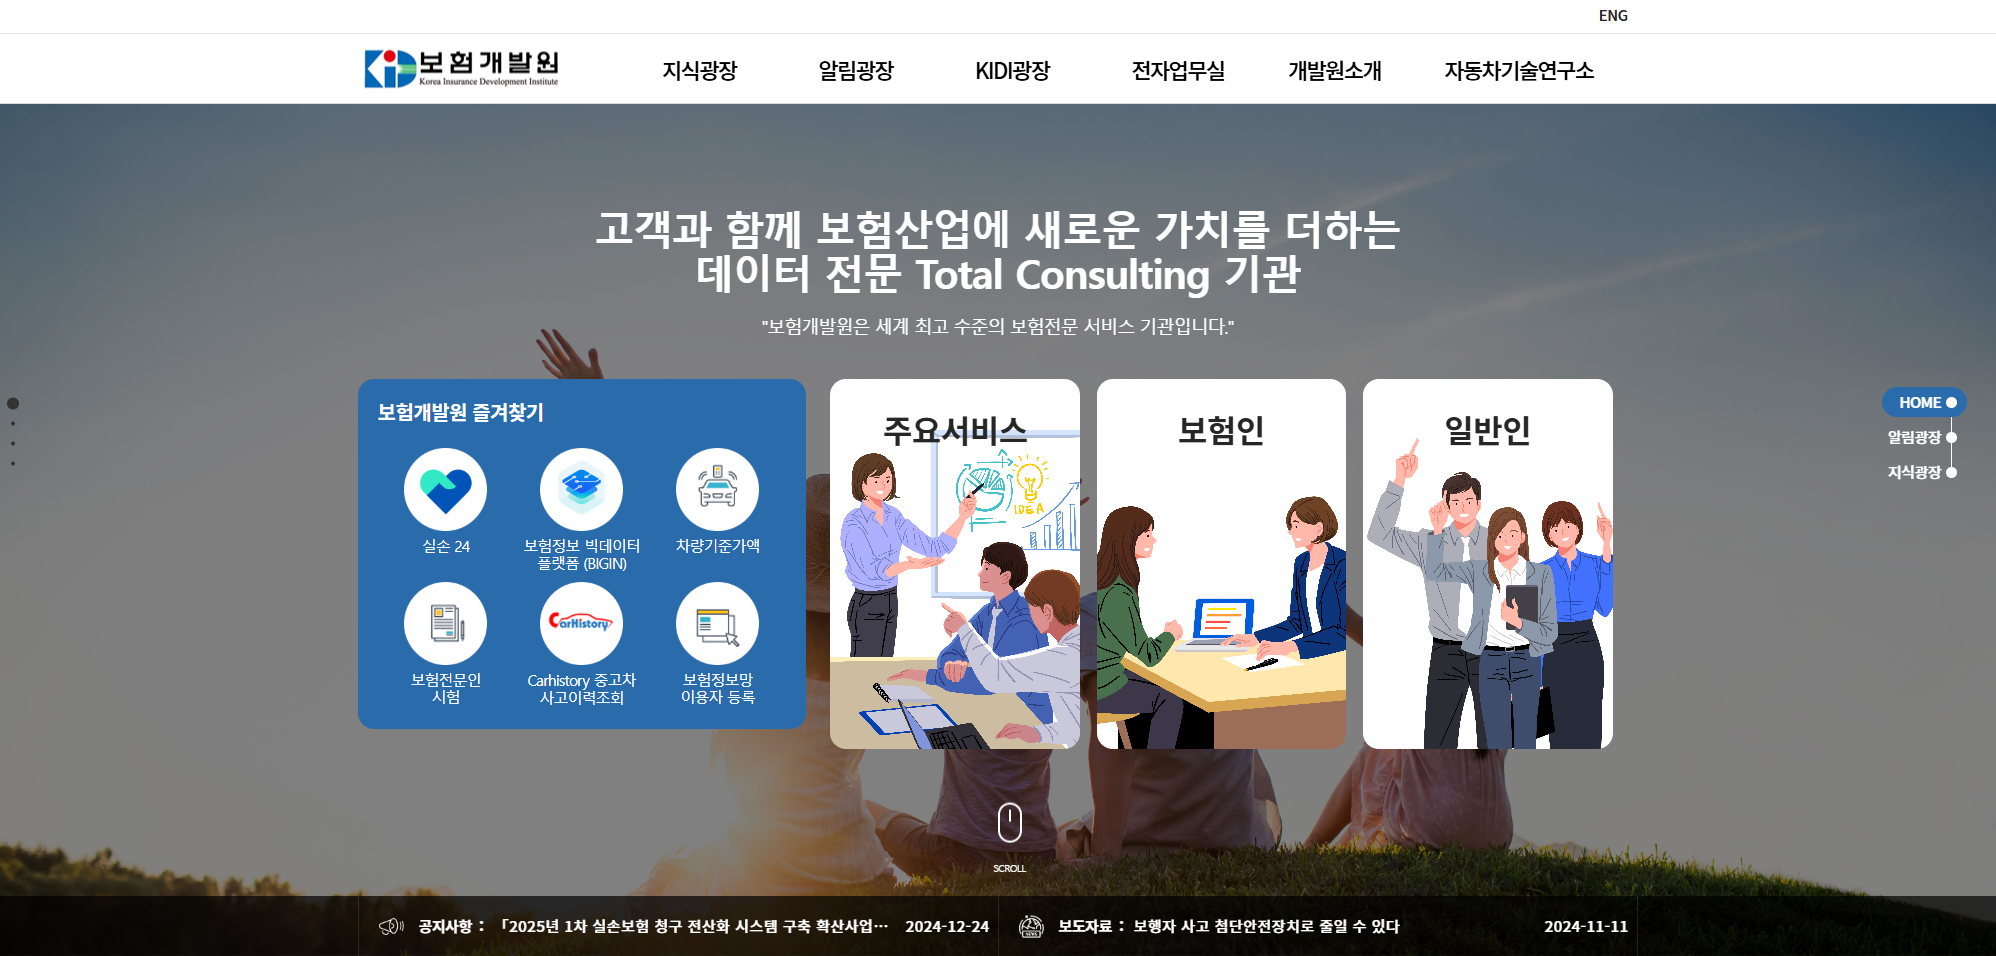 ENG
KiD 보험개발원
Korea Insurance Development Institute
지식광장
알림광장
KIDI광장
전자업무실
개발원소개
자동차기술연구소
고객과 함께 보험산업에 새로운 가치를 더하는
데이터 전문 Total Consulting 기관
"보험개발원은 세계 최고 수준의 보험전문 서비스 기관입니다."
보험개발원 즐겨찾기
실손 24
보험정보 빅데이터
플랫폼 (BIGIN)
차량기준가액
보험전문인
시험
CarHistory
Carhistory 중고차
사고이력조회
보험정보망
이용자 등록
주요서비스
IDEA
보험인
일반인
HOME
알림광장
지식광장
SCROLL
공지사항 : 「2025년 1차 실손보험 청구 전산화 시스템 구축 확산사업… 2024-12-24
NEWS
보도자료 : 보행자 사고 첨단안전장치로 줄일 수 있다 2024-11-11